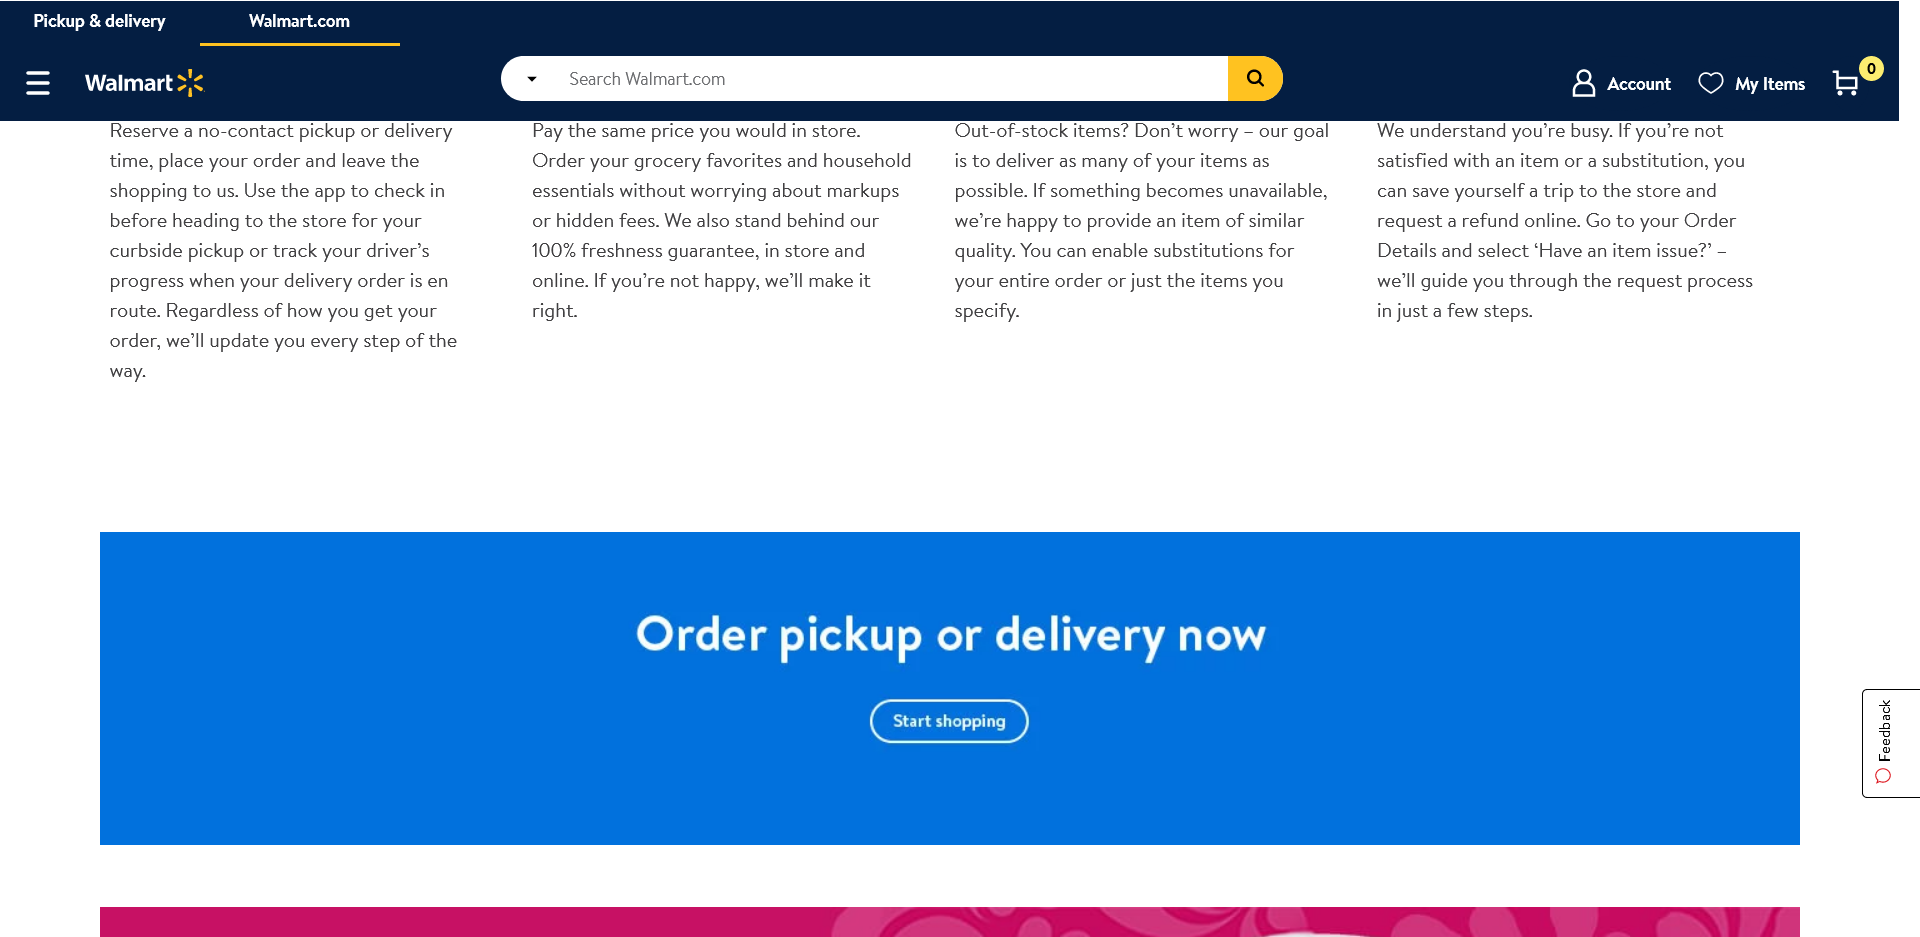 Pickup & delivery
Walmart.com
Walmart
Search Walmart.com
Account
My Items
0
Reserve a no-contact pickup or delivery
time, place your order and leave the
shopping to us. Use the app to check in
before heading to the store for your
curbside pickup or track your driver’s
progress when your delivery order is en
route. Regardless of how you get your
order, we’ll update you every step of the
way.
Pay the same price you would in store.
Order your grocery favorites and household
essentials without worrying about markups
or hidden fees. We also stand behind our
100% freshness guarantee, in store and
online. If you’re not happy, we’ll make it
right.
Out-of-stock items? Don’t worry – our goal
is to deliver as many of your items as
possible. If something becomes unavailable,
we’re happy to provide an item of similar
quality. You can enable substitutions for
your entire order or just the items you
specify.
We understand you’re busy. If you’re not
satisfied with an item or a substitution, you
can save yourself a trip to the store and
request a refund online. Go to your Order
Details and select ‘Have an item issue?’ –
we’ll guide you through the request process
in just a few steps.
Order pickup or delivery now
Start shopping
Feedback